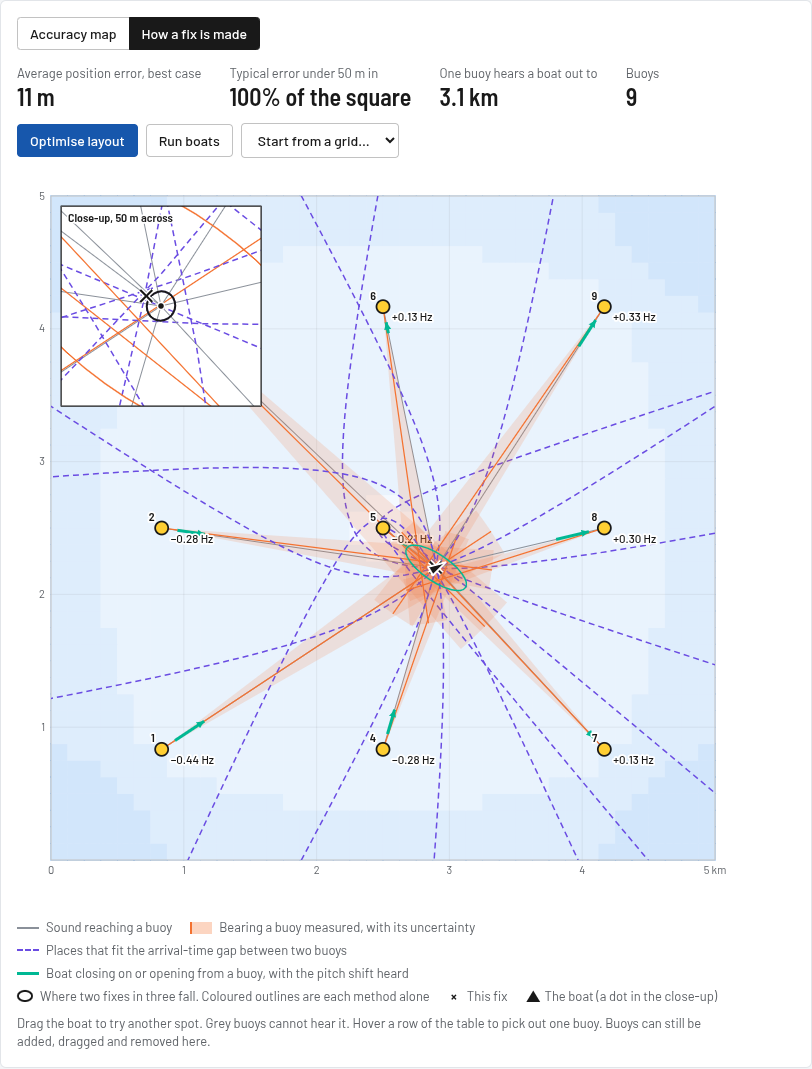 Accuracy map
How a fix is made
Average position error, best case
11 m
Typical error under 50 m in
100% of the square
One buoy hears a boat out to
3.1 km
Buoys
9
Optimise layout
Run boats
Start from a grid...
5
Close-up, 50 m across
6
+0.13 Hz
9
+0.33 Hz
4
3
2
−0.28 Hz
5
−0.21 Hz
8
+0.30 Hz
2
1
1
−0.44 Hz
4
−0.28 Hz
7
+0.13 Hz
0
1
2
3
4
5 km
Sound reaching a buoy
Bearing a buoy measured, with its uncertainty
Places that fit the arrival-time gap between two buoys
Boat closing on or opening from a buoy, with the pitch shift heard
Where two fixes in three fall. Coloured outlines are each method alone
This fix
The boat (a dot in the close-up)
Drag the boat to try another spot. Grey buoys cannot hear it. Hover a row of the table to pick out one buoy. Buoys can still be
added, dragged and removed here.